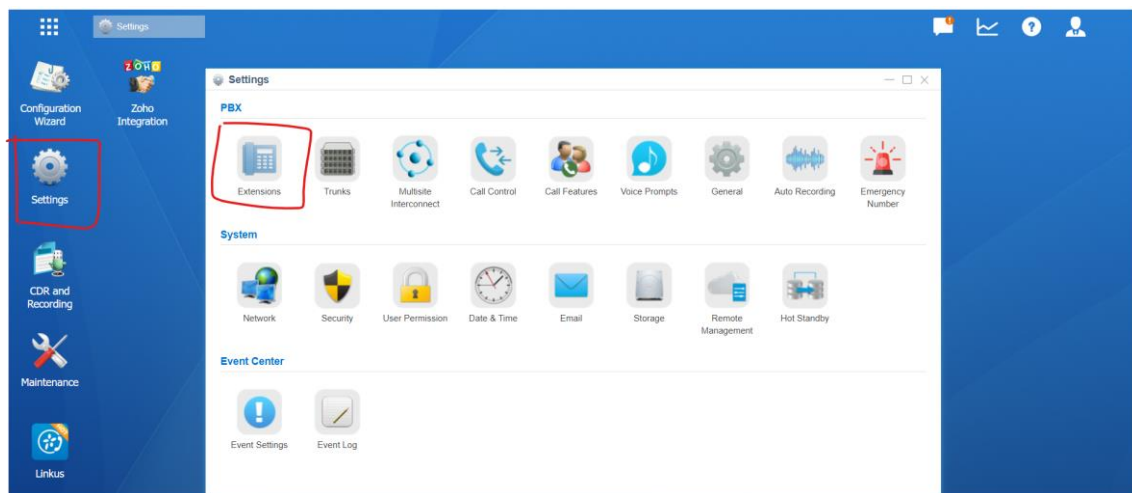 Settings
Configuration
Wizard
ZOHO
Zoho
Integration
Settings
CDR and
Recording
Maintenance
Linkus
Settings
PBX
Extensions
Trunks
Multisite
Interconnect
Call Control
Call Features
Voice Prompts
General
Auto Recording
Emergency
Number
System
Network
Security
User Permission
Date & Time
Email
Storage
Remote
Management
Hot Standby
Event Center
Event Settings
Event Log